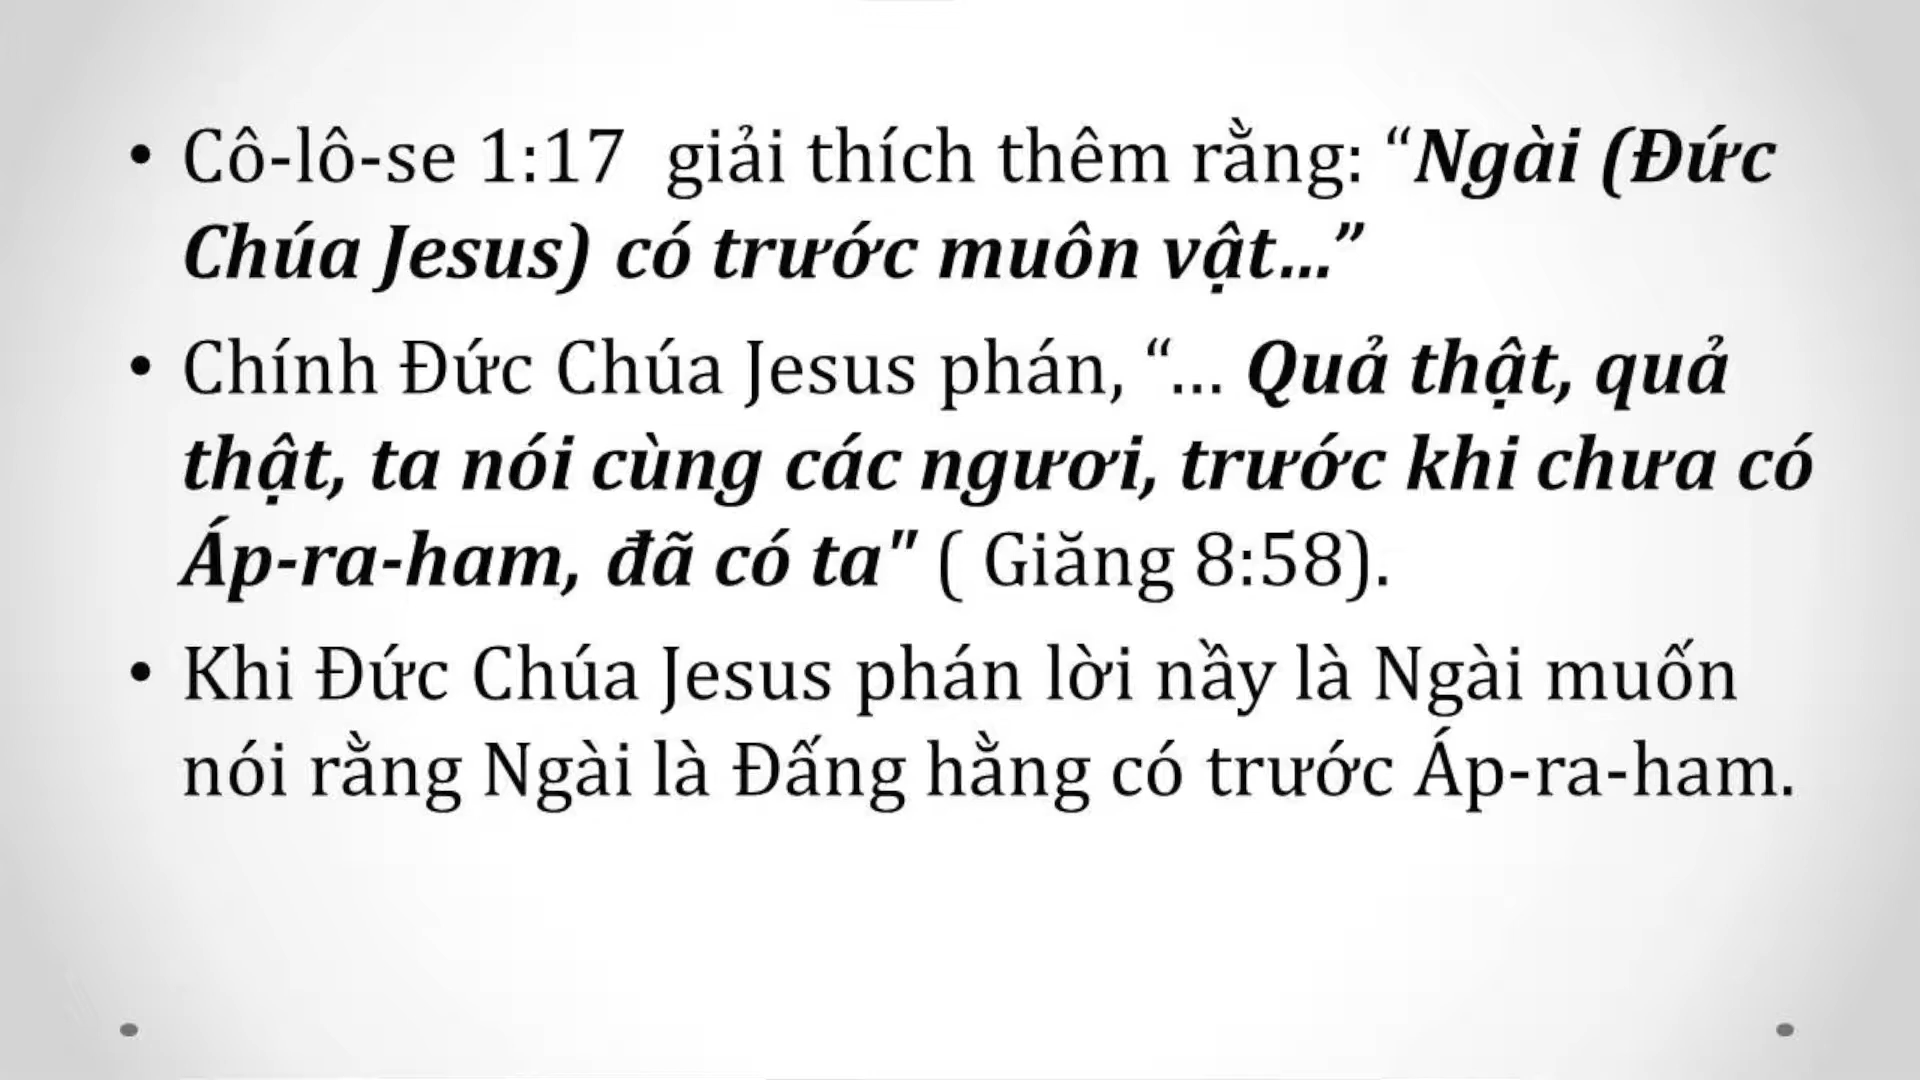 • Cô-lô-se 1:17  giải thích thêm rằng: “Ngài (Đức
Chúa Jesus) có trước muôn vật...”
• Chính Đức Chúa Jesus phán, “... Quả thật, quả
thật, ta nói cùng các ngươi, trước khi chưa có
Áp-ra-ham, đã có ta" ( Giăng 8:58).
• Khi Đức Chúa Jesus phán lời nầy là Ngài muốn
nói rằng Ngài là Đấng hằng có trước Áp-ra-ham.